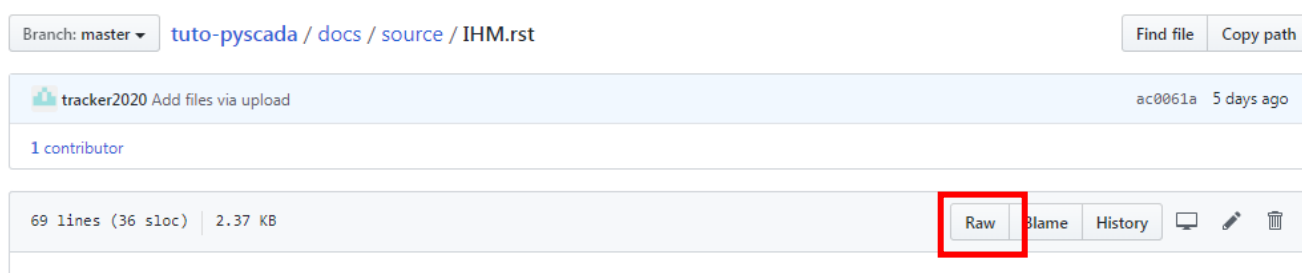 Branch: master tuto-pyscada / docs / source / IHM.rst Find file Copy path
tracker2020 Add files via upload ac0061a 5 days ago
1 contributor
69 lines (36 sloc) 2.37 KB Raw Blame History